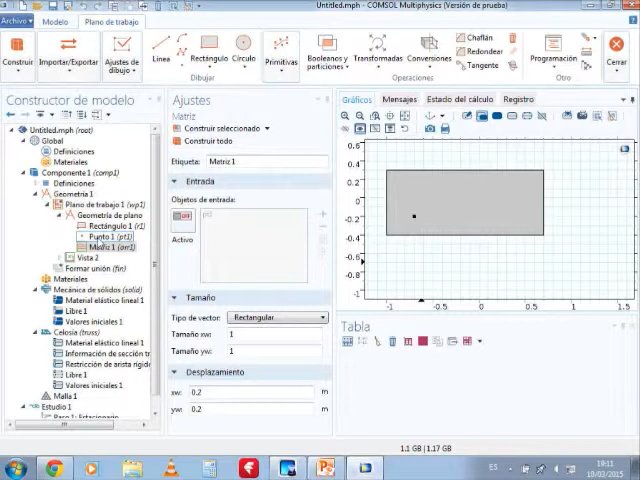 Untitled.mph - COMSOL Multiphysics (Versión de prueba)
Archivo
Modelo
Plano de trabajo
Construir
Importar/Exportar
Ajustes de dibujo
Línea
Rectángulo
Círculo
Dibujar
Primitivas
Booleanos y particiones
Transformadas
Conversiones
Chaflán
Redondear
Tangente
Operaciones
Programación
Otro
Cerrar
Constructor de modelo
Untitled.mph (root)
Global
Definiciones
Materiales
Componente 1 (comp1)
Definiciones
Geometría 1
Plano de trabajo 1 (wp1)
Geometría de plano
Rectángulo 1 (r1)
Punto 1 (pt1)
Matriz 1 (arr1)
Vista 2
Formar unión (fin)
Materiales
Mecánica de sólidos (solid)
Material elástico lineal 1
Libre 1
Valores iniciales 1
Celosía (truss)
Material elástico lineal 1
Información de sección tr
Restricción de arista rígida
Libre 1
Valores iniciales 1
Malla 1
Estudio 1
Paso 1: Estacionario
Ajustes
Matriz
Construir seleccionado
Construir todo
Etiqueta: Matriz 1
Entrada
Objetos de entrada:
Activo
pt1
Tamaño
Tipo de vector: Rectangular
Tamaño xw: 1
Tamaño yw: 1
Desplazamiento
xw: 0.2 m
yw: 0.2 m
Gráficos
Mensajes
Estado del cálculo
Registro
0.6
0.4
0.2
0
-0.2
-0.4
-0.6
-0.8
-1
-1 -0.5 0 0.5 1 1.5
Tabla
1.1 GB | 1.17 GB
ES
19:11
10/03/2015